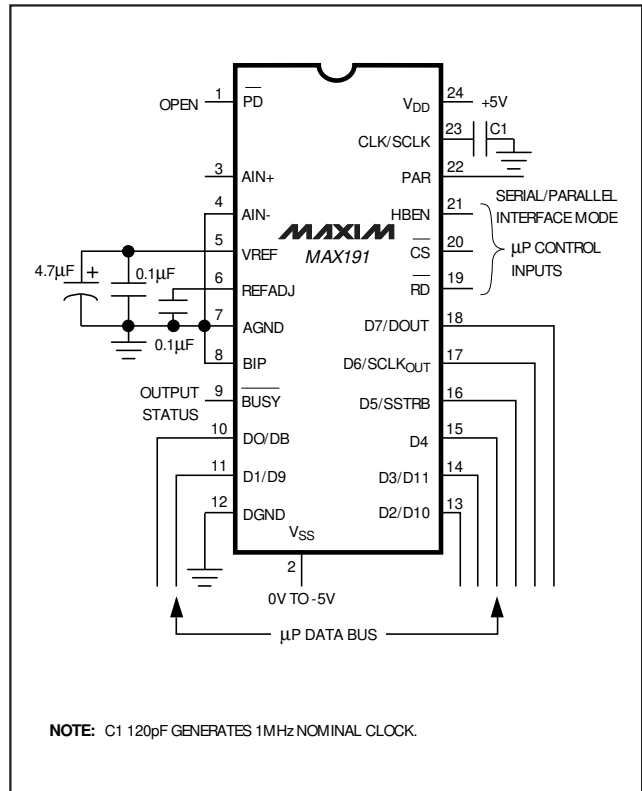 OPEN
1
PD
3
AIN+
4
AIN-
5
VREF
6
REFADJ
7
AGND
8
BIP
OUTPUT
STATUS
9
BUSY
10
DO/DB
11
D1/D9
12
DGND
4.7µF
+
0.1µF
0.1µF
MAXIM
MAX191
VSS
2
0V TO -5V
24
VDD
+5V
23
CLK/SCLK
C1
22
PAR
SERIAL/PARALLEL
INTERFACE MODE
21
HBEN
20
CS
19
RD
µP CONTROL
INPUTS
18
D7/DOUT
17
D6/SCLKOUT
16
D5/SSTRB
15
D4
14
D3/D11
13
D2/D10
µP DATA BUS
NOTE: C1 120pF GENERATES 1MHz NOMINAL CLOCK.